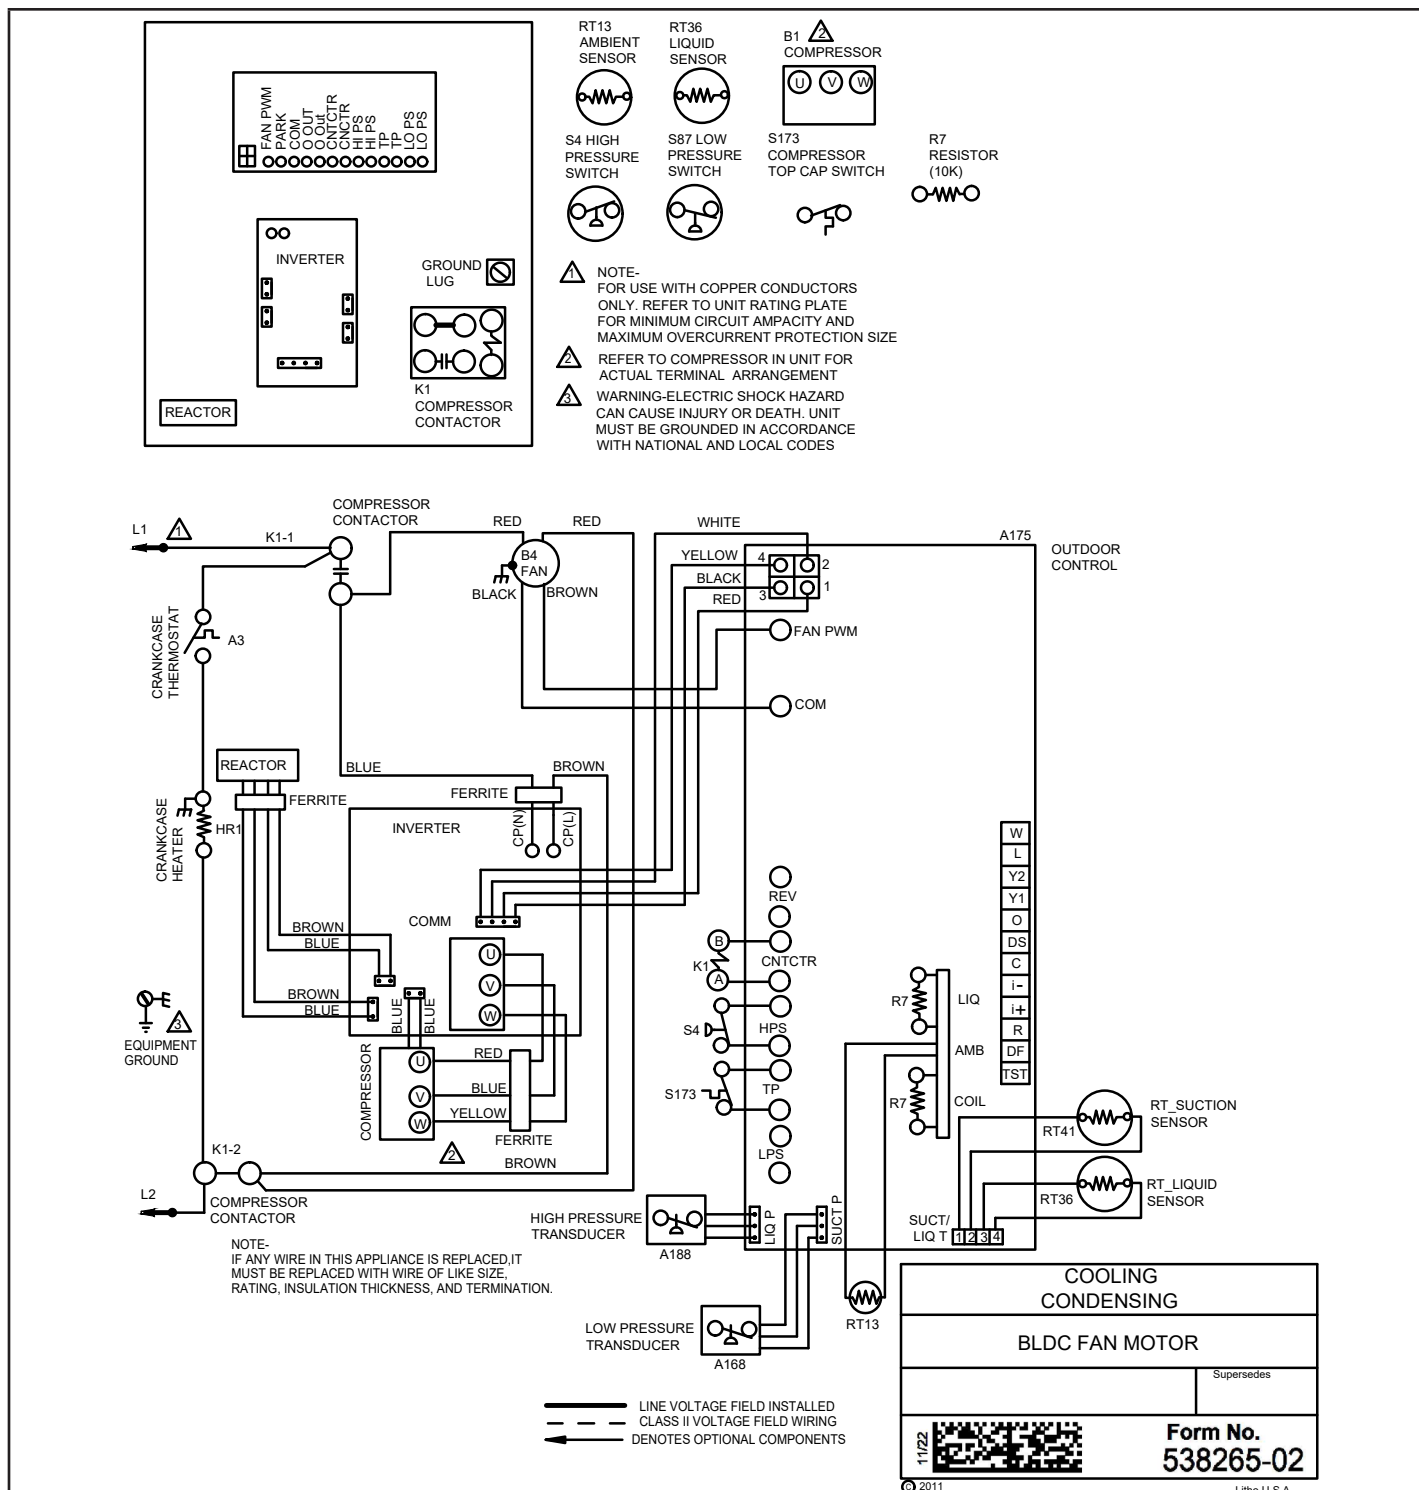 RT13
AMBIENT
SENSOR
RT36
LIQUID
SENSOR
B1 2
COMPRESSOR
U V W
FAN PWM
PARK
COM
O OUT
O Out
CNTCTR
CNCTR
HI PS
HI PS
TP
TP
LO PS
LO PS
S4 HIGH
PRESSURE
SWITCH
S87 LOW
PRESSURE
SWITCH
S173
COMPRESSOR
TOP CAP SWITCH
R7
RESISTOR
(10K)
INVERTER
GROUND
LUG
K1
COMPRESSOR
CONTACTOR
REACTOR
1 NOTE-
FOR USE WITH COPPER CONDUCTORS
ONLY. REFER TO UNIT RATING PLATE
FOR MINIMUM CIRCUIT AMPACITY AND
MAXIMUM OVERCURRENT PROTECTION SIZE
2 REFER TO COMPRESSOR IN UNIT FOR
ACTUAL TERMINAL ARRANGEMENT
3 WARNING-ELECTRIC SHOCK HAZARD
CAN CAUSE INJURY OR DEATH. UNIT
MUST BE GROUNDED IN ACCORDANCE
WITH NATIONAL AND LOCAL CODES
COMPRESSOR
CONTACTOR
L1 1
K1-1
RED
RED
B4
FAN
BLACK
BROWN
WHITE
YELLOW
BLACK
RED
4 2
3 1
A175
OUTDOOR
CONTROL
FAN PWM
COM
CRANKCASE
THERMOSTAT
A3
REACTOR
FERRITE
BLUE
BROWN
FERRITE
INVERTER
CP(N)
CP(L)
CRANKCASE
HEATER
HR1
COMM
BROWN
BLUE
BROWN
BLUE
BLUE
BLUE
U
V
W
EQUIPMENT
GROUND
3
COMPRESSOR
U
V
W
RED
BLUE
YELLOW
FERRITE
2
BROWN
K1-2
L2
COMPRESSOR
CONTACTOR
REV
B
K1
A
CNTCTR
S4
HPS
S173
TP
LPS
W
L
Y2
Y1
O
DS
C
i-
i+
R
DF
TST
R7
LIQ
AMB
R7
COIL
RT_SUCTION
SENSOR
RT41
RT_LIQUID
SENSOR
RT36
SUCT/
LIQ T
1 2 3 4
HIGH PRESSURE
TRANSDUCER
A188
LIQ P
SUCT P
NOTE-
IF ANY WIRE IN THIS APPLIANCE IS REPLACED,IT
MUST BE REPLACED WITH WIRE OF LIKE SIZE,
RATING, INSULATION THICKNESS, AND TERMINATION.
LOW PRESSURE
TRANSDUCER
A168
RT13
LINE VOLTAGE FIELD INSTALLED
CLASS II VOLTAGE FIELD WIRING
DENOTES OPTIONAL COMPONENTS
COOLING
CONDENSING
BLDC FAN MOTOR
Supersedes
11/22
Form No.
538265-02
© 2011
Litho U.S.A.